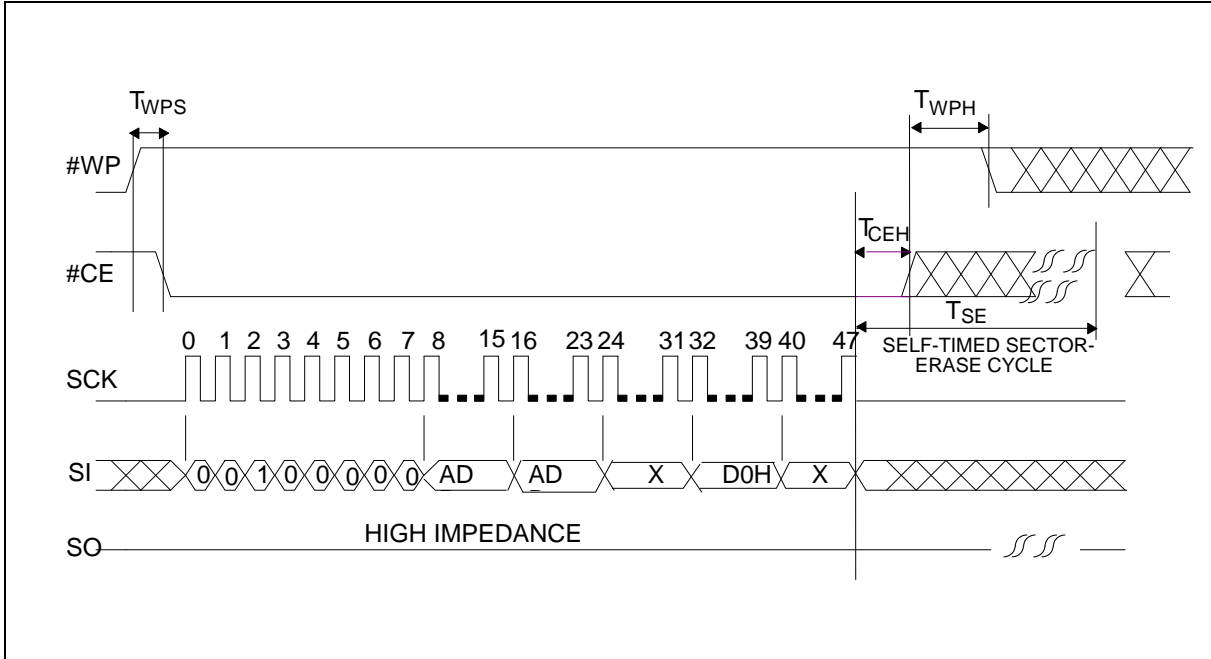 TWPS
TWPH
#WP
TCEH
#CE
TSE
0 1 2 3 4 5 6 7 8 15 16 23 24 31 32 39 40 47
SELF-TIMED SECTOR-
ERASE CYCLE
SCK
SI 0 0 1 0 0 0 0 0 AD AD X D0H X
HIGH IMPEDANCE
SO